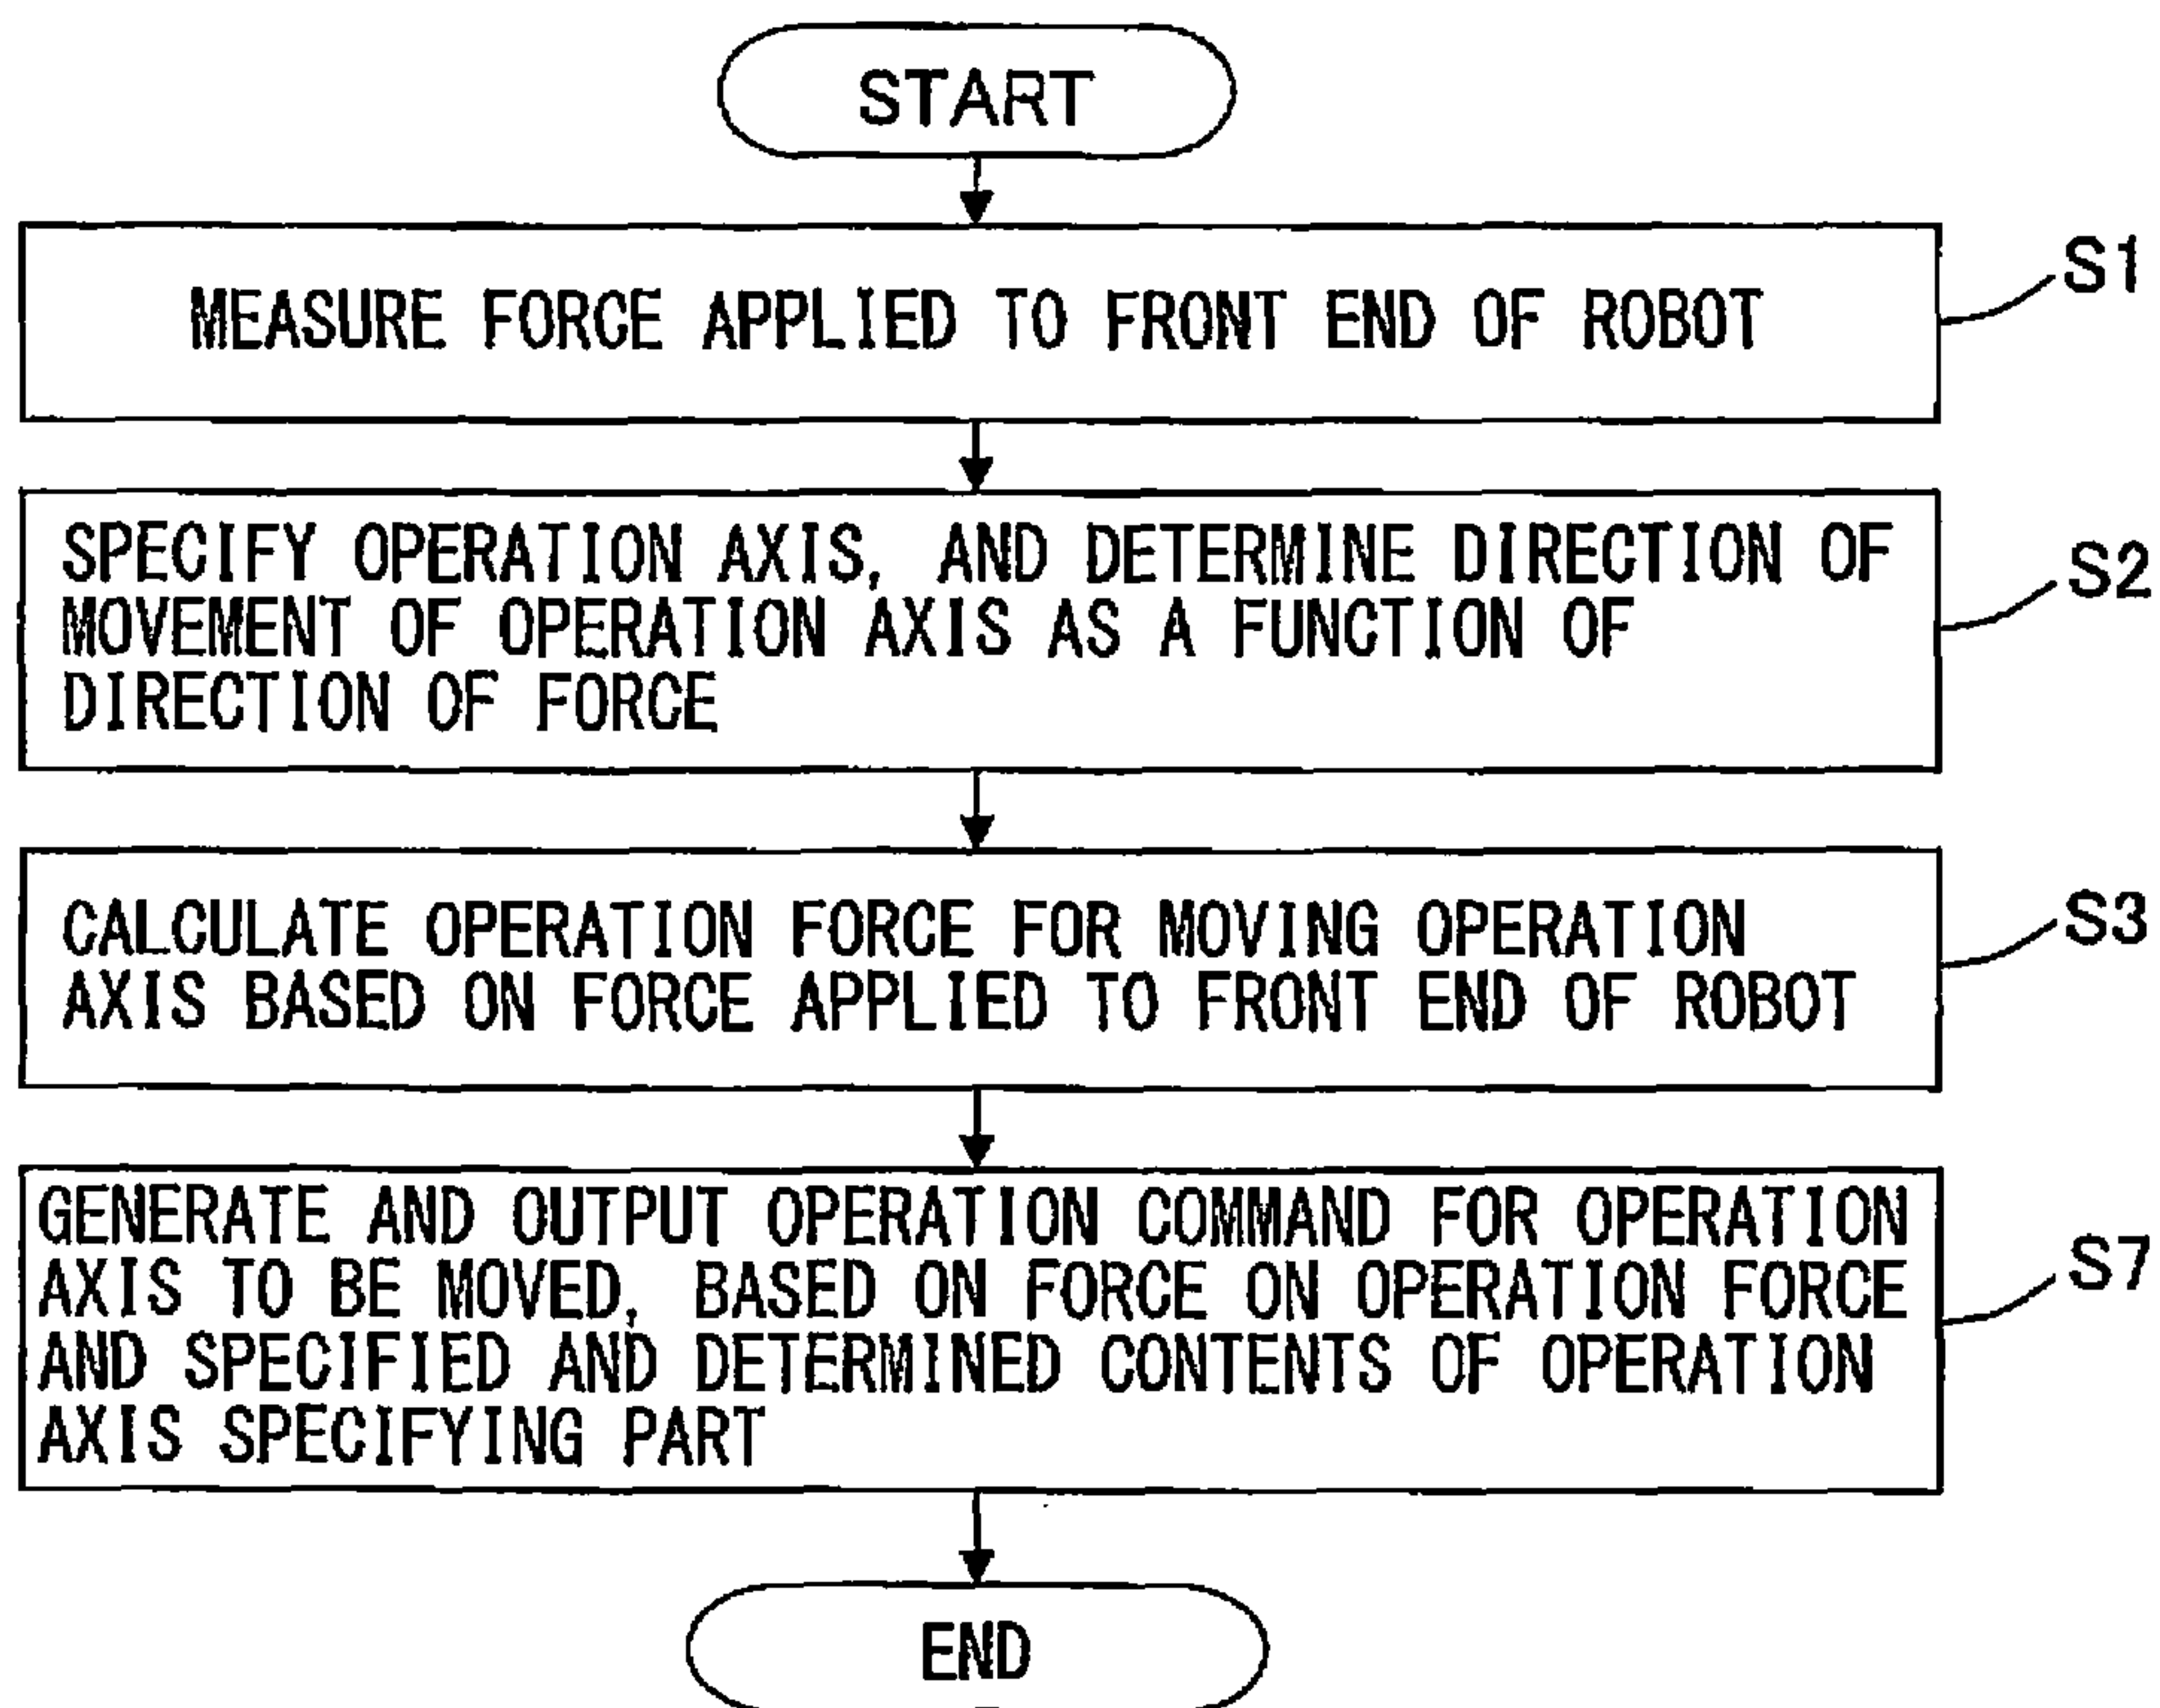 START
MEASURE FORCE APPLIED TO FRONT END OF ROBOT
S1
SPECIFY OPERATION AXIS, AND DETERMINE DIRECTION OF
MOVEMENT OF OPERATION AXIS AS A FUNCTION OF
DIRECTION OF FORCE
S2
CALCULATE OPERATION FORCE FOR MOVING OPERATION
AXIS BASED ON FORCE APPLIED TO FRONT END OF ROBOT
S3
GENERATE AND OUTPUT OPERATION COMMAND FOR OPERATION
AXIS TO BE MOVED, BASED ON FORCE ON OPERATION FORCE
AND SPECIFIED AND DETERMINED CONTENTS OF OPERATION
AXIS SPECIFYING PART
S7
END